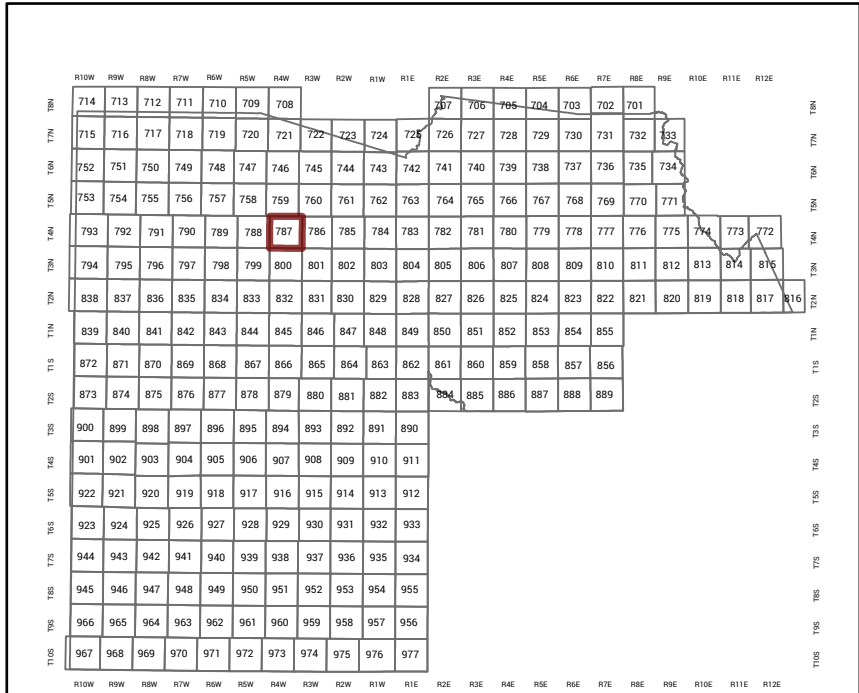 R10W R9W R8W R7W R6W R5W R4W R3W R2W R1W R1E R2E R3E R4E R5E R6E R7E R8E R9E R10E R11E R12E
T8N 714 713 712 711 710 709 708 707 706 705 704 703 702 701 T8N
T7N 715 716 717 718 719 720 721 722 723 724 725 726 727 728 729 730 731 732 733 T7N
T6N 752 751 750 749 748 747 746 745 744 743 742 741 740 739 738 737 736 735 734 T6N
T5N 753 754 755 756 757 758 759 760 761 762 763 764 765 766 767 768 769 770 771 T5N
T4N 793 792 791 790 789 788 787 786 785 784 783 782 781 780 779 778 777 776 775 774 773 772 T4N
T3N 794 795 796 797 798 799 800 801 802 803 804 805 806 807 808 809 810 811 812 813 814 815 T3N
T2N 838 837 836 835 834 833 832 831 830 829 828 827 826 825 824 823 822 821 820 819 818 817 816 T2N
T1N 839 840 841 842 843 844 845 846 847 848 849 850 851 852 853 854 855 T1N
T1S 872 871 870 869 868 867 866 865 864 863 862 861 860 859 858 857 856 T1S
T2S 873 874 875 876 877 878 879 880 881 882 883 884 885 886 887 888 889 T2S
T3S 900 899 898 897 896 895 894 893 892 891 890 T3S
T4S 901 902 903 904 905 906 907 908 909 910 911 T4S
T5S 922 921 920 919 918 917 916 915 914 913 912 T5S
T6S 923 924 925 926 927 928 929 930 931 932 933 T6S
T7S 944 943 942 941 940 939 938 937 936 935 934 T7S
T8S 945 946 947 948 949 950 951 952 953 954 955 T8S
T9S 966 965 964 963 962 961 960 959 958 957 956 T9S
T10S 967 968 969 970 971 972 973 974 975 976 977 T10S
R10W R9W R8W R7W R6W R5W R4W R3W R2W R1W R1E R2E R3E R4E R5E R6E R7E R8E R9E R10E R11E R12E